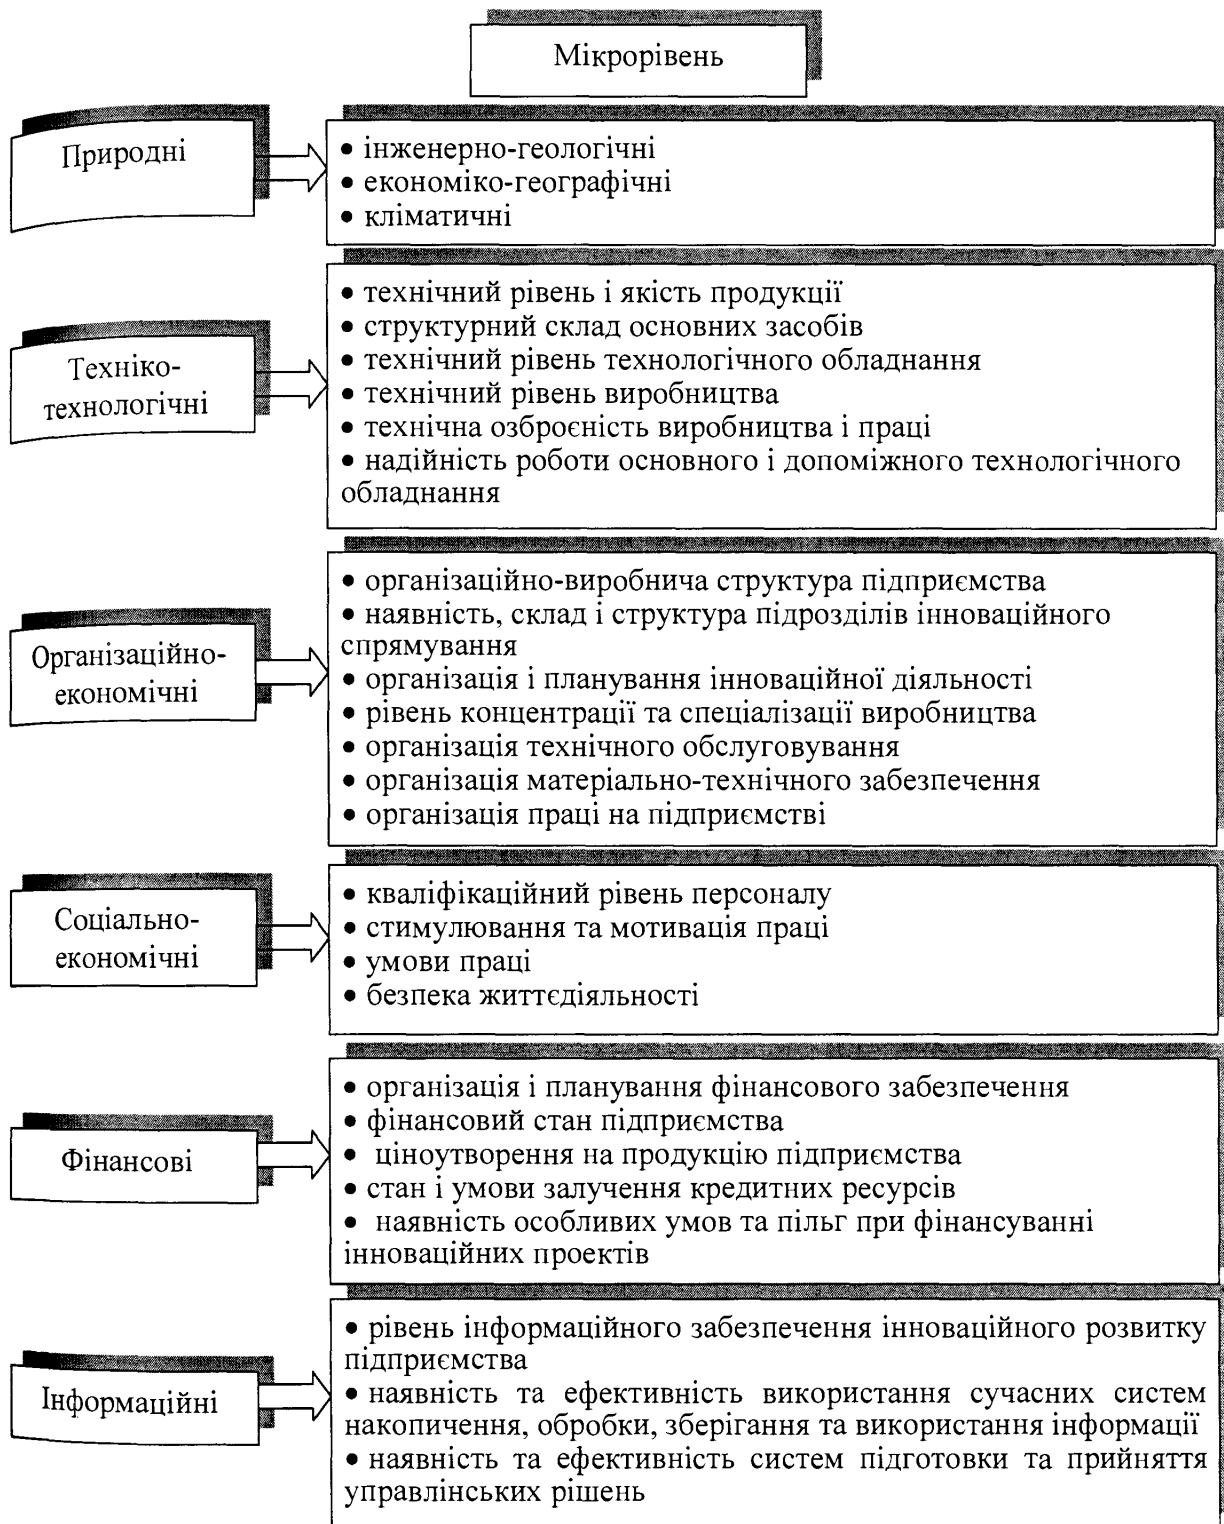 Мікрорівень
Природні
• інженерно-геологічні
• економіко-географічні
• кліматичні
Техніко-
технологічні
• технічний рівень і якість продукції
• структурний склад основних засобів
• технічний рівень технологічного обладнання
• технічний рівень виробництва
• технічна озброєність виробництва і праці
• надійність роботи основного і допоміжного технологічного
обладнання
Організаційно-
економічні
• організаційно-виробнича структура підприємства
• наявність, склад і структура підрозділів інноваційного
спрямування
• організація і планування інноваційної діяльності
• рівень концентрації та спеціалізації виробництва
• організація технічного обслуговування
• організація матеріально-технічного забезпечення
• організація праці на підприємстві
Соціально-
економічні
• кваліфікаційний рівень персоналу
• стимулювання та мотивація праці
• умови праці
• безпека життєдіяльності
Фінансові
• організація і планування фінансового забезпечення
• фінансовий стан підприємства
• ціноутворення на продукцію підприємства
• стан і умови залучення кредитних ресурсів
• наявність особливих умов та пільг при фінансуванні
інноваційних проектів
Інформаційні
• рівень інформаційного забезпечення інноваційного розвитку
підприємства
• наявність та ефективність використання сучасних систем
накопичення, обробки, зберігання та використання інформації
• наявність та ефективність систем підготовки та прийняття
управлінських рішень